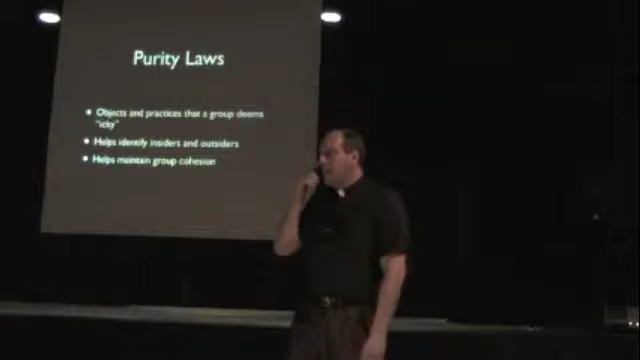 Purity Laws
• Objects and practices that a group deems
"icky"
• Helps identify insiders and outsiders
• Helps maintain group cohesion